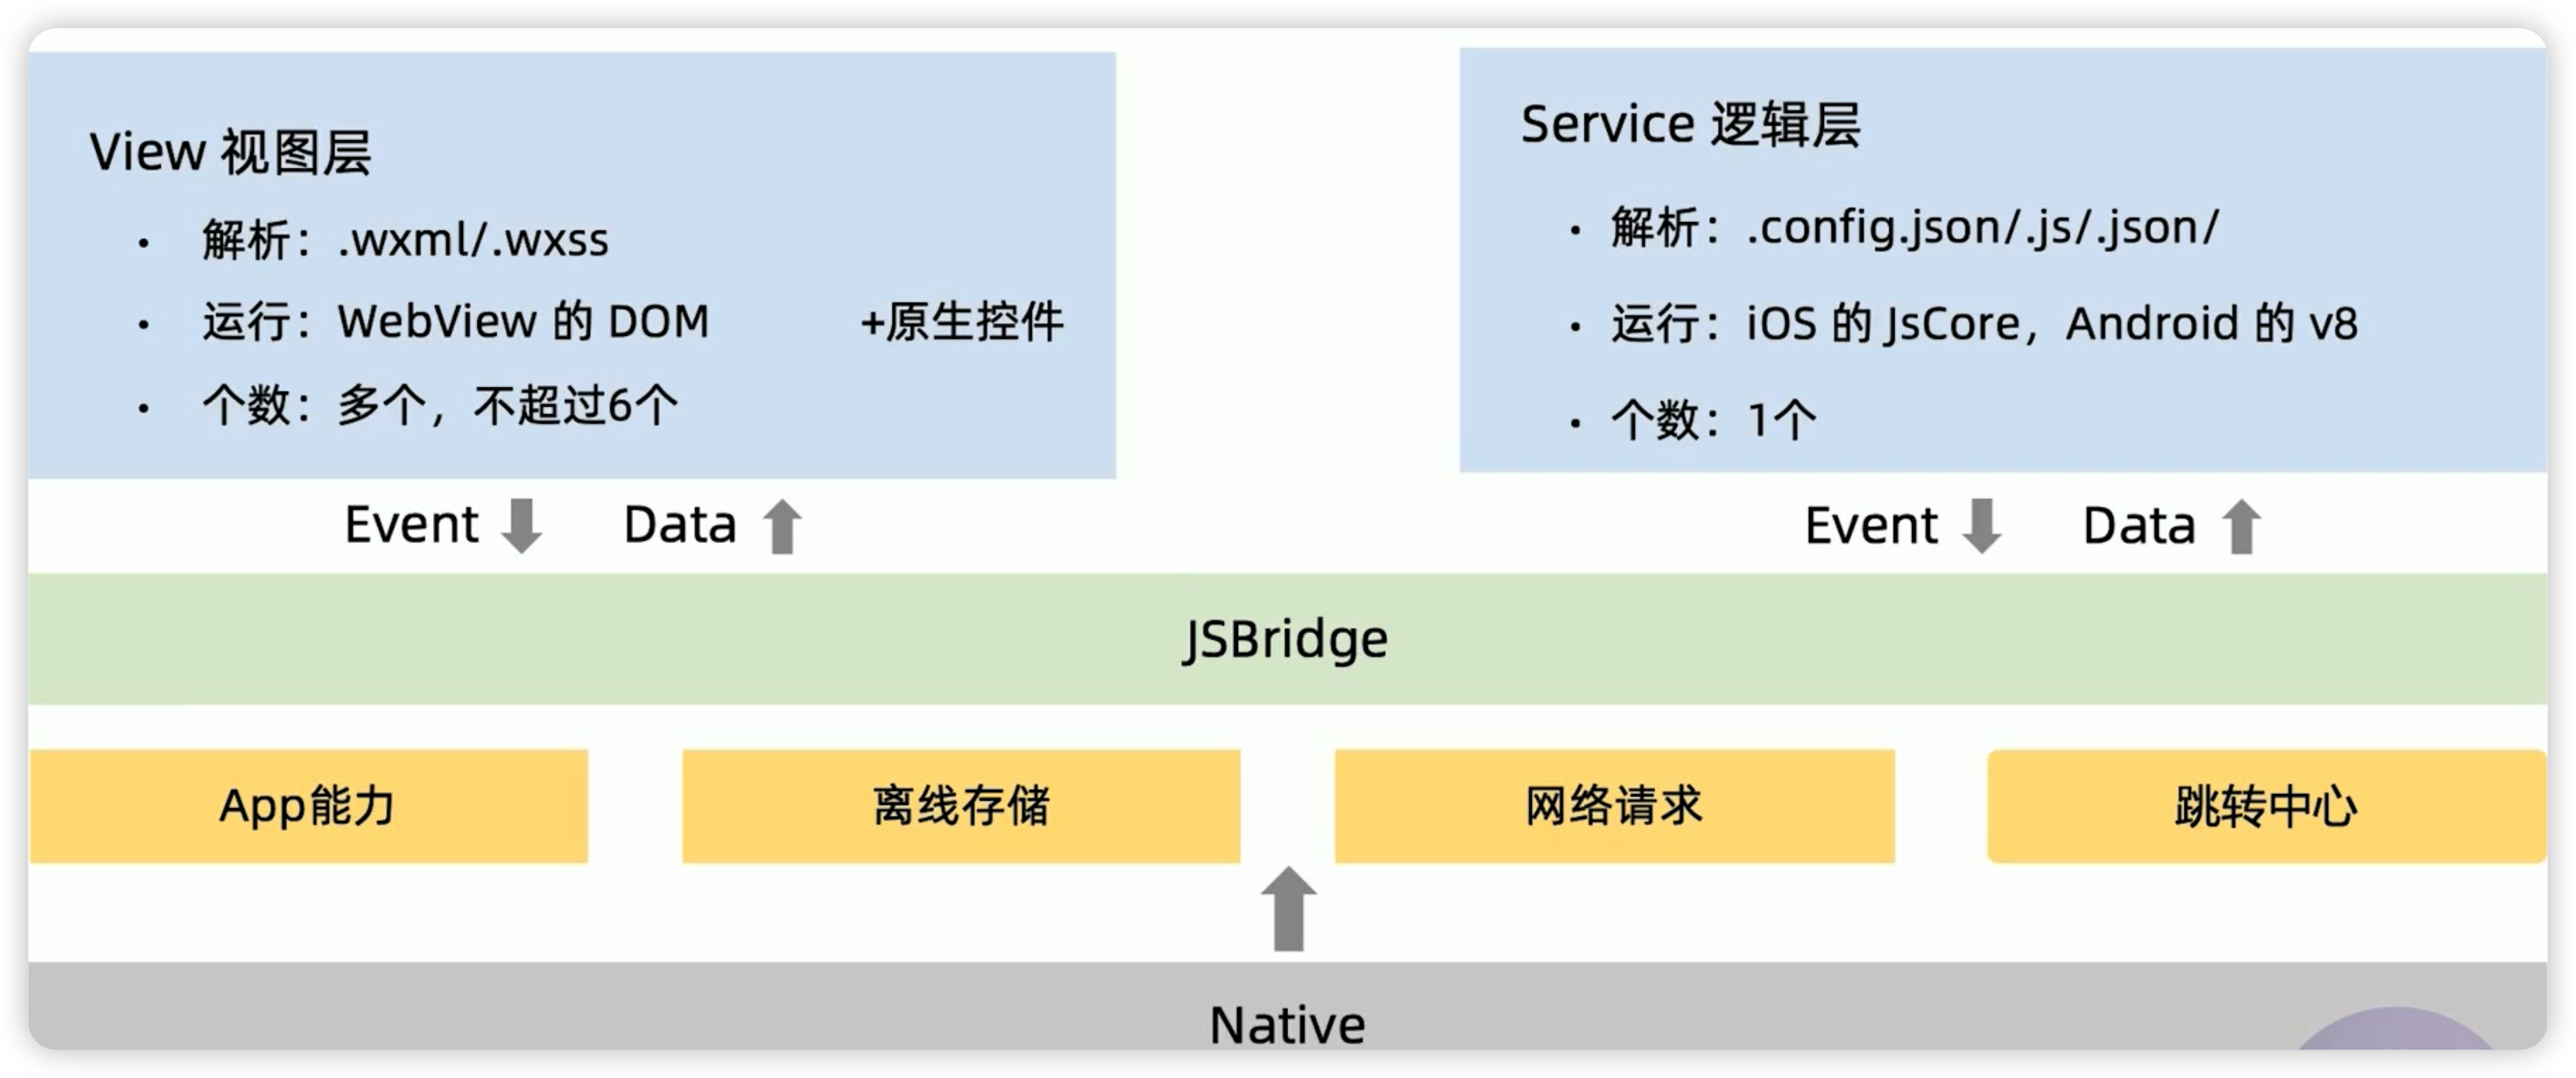 View 视图层
• 解析：.wxml/.wxss
• 运行：WebView 的 DOM +原生控件
• 个数：多个，不超过6个
Service 逻辑层
• 解析：.config.json/.js/.json/
• 运行：iOS 的 JsCore，Android 的 v8
• 个数：1个
Event Data
Event Data
JSBridge
App能力
离线存储
网络请求
跳转中心
Native